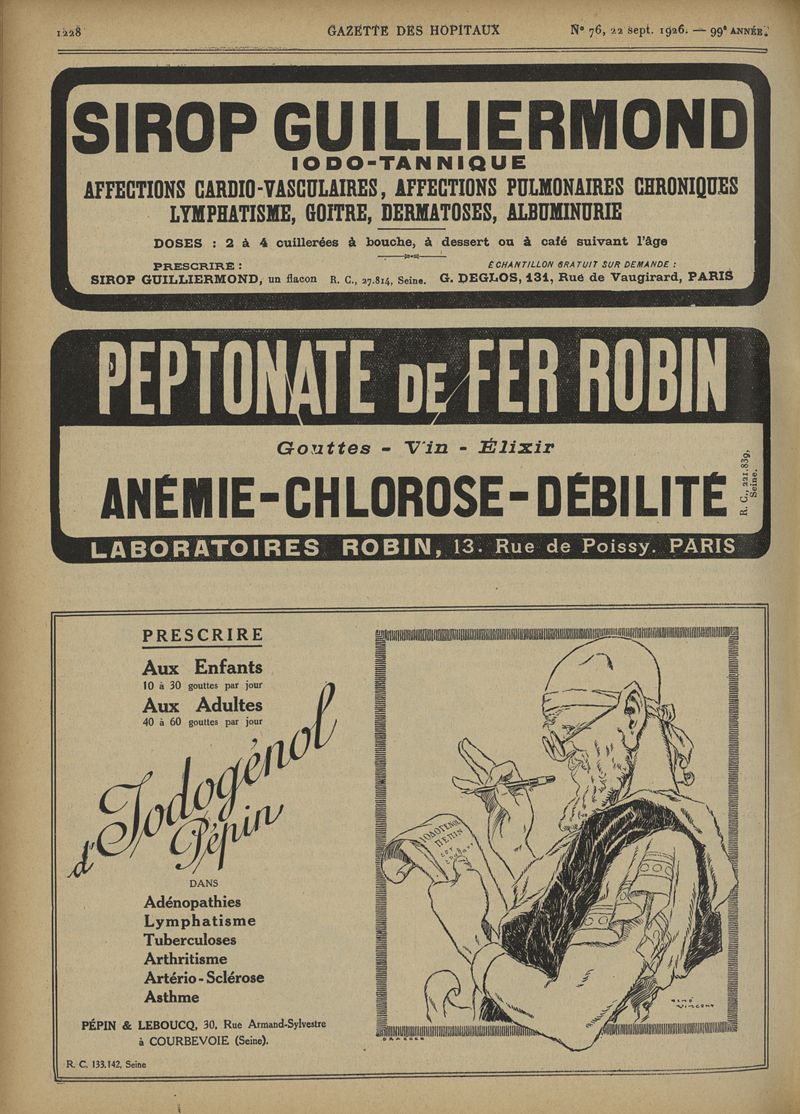 1228
GAZETTE DES HOPITAUX
N° 76, 22 Sept. 1926. — 99e ANNÉE.
SIROP GUILLIERMOND
IODO-TANNIQUE
AFFECTIONS CARDIO-VASCULAIRES, AFFECTIONS PULMONAIRES CHRONIQUES
LYMPHATISME, GOITRE, DERMATOSES, ALBUMINURIE
DOSES : 2 à 4 cuillerées à bouche, à dessert ou à café suivant l'âge
PRESCRIRE :
SIROP GUILLIERMOND, un flacon
R. C., 27.814, Seine.
ÉCHANTILLON GRATUIT SUR DEMANDE :
G. DEGLOS, 131, Rue de Vaugirard, PARIS
PEPTONATE DE FER ROBIN
Gouttes - Vin - Élixir
ANÉMIE-CHLOROSE-DÉBILITÉ
R. C., 221.839,
Seine.
LABORATOIRES ROBIN, 13. Rue de Poissy. PARIS
PRESCRIRE
Aux Enfants
10 à 30 gouttes par jour
Aux Adultes
40 à 60 gouttes par jour
d'Iodogénol
Pépin
DANS
Adénopathies
Lymphatisme
Tuberculoses
Arthritisme
Artério-Sclérose
Asthme
PÉPIN & LEBOUCQ, 30, Rue Armand-Sylvestre
à COURBEVOIE (Seine).
R. C. 133.142, Seine
PEPIN
RENÉ
VINCENT
DRAEGER